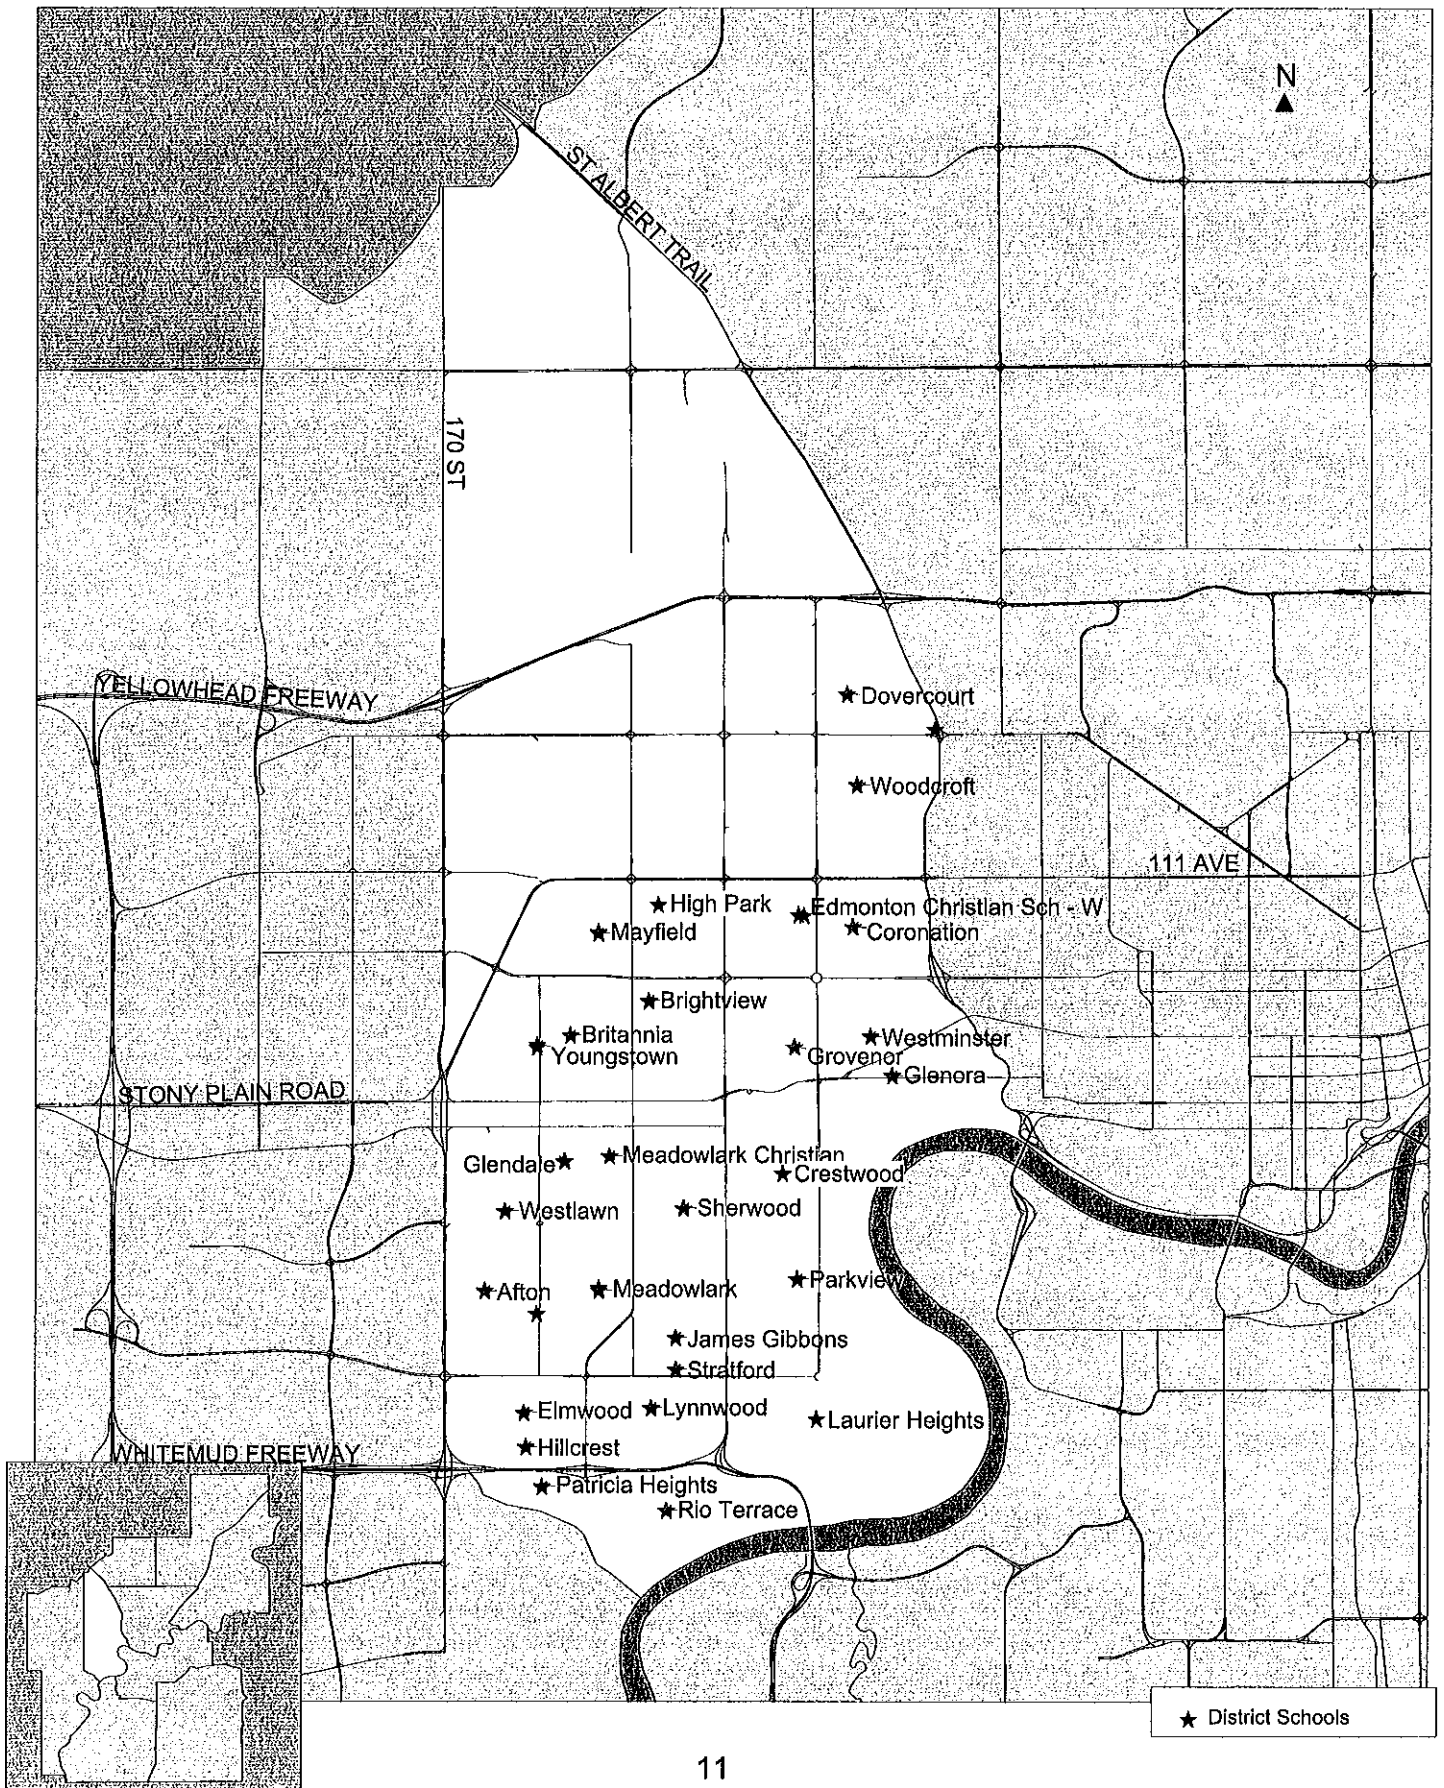 N
ST ALBERT TRAIL
170 ST
YELLOWHEAD FREEWAY
Dovercourt
Woodcroft
111 AVE
High Park
Edmonton Christian Sch - W
Mayfield
Coronation
Brightview
Britannia
Westminster
Youngstown
Grovenor
Glenora
STONY PLAIN ROAD
Meadowlark Christian
Glendale
Crestwood
Westlawn
Sherwood
Parkview
Afton
Meadowlark
James Gibbons
Stratford
Elmwood
Lynnwood
Laurier Heights
Hillcrest
WHITEMUD FREEWAY
Patricia Heights
Rio Terrace
District Schools
11